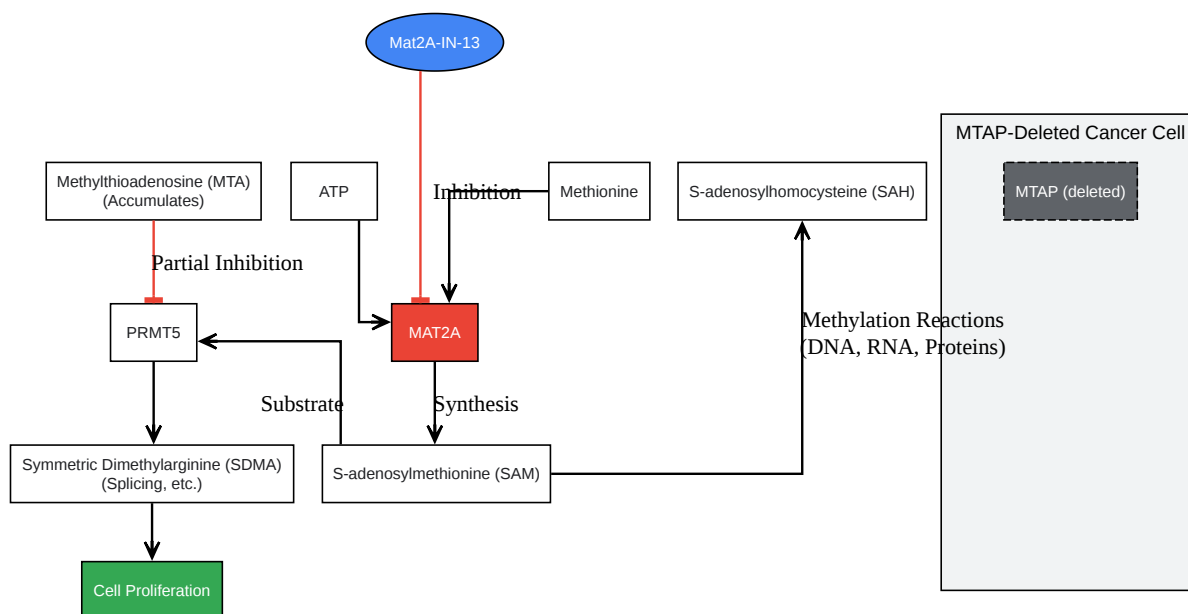 Mat2A-IN-13
MTAP-Deleted Cancer Cell
Methylthioadenosine (MTA)
(Accumulates)
ATP
Inhibition
Methionine
S-adenosylhomocysteine (SAH)
MTAP (deleted)
Partial Inhibition
PRMT5
MAT2A
Methylation Reactions
(DNA, RNA, Proteins)
Substrate
Synthesis
Symmetric Dimethylarginine (SDMA)
(Splicing, etc.)
S-adenosylmethionine (SAM)
Cell Proliferation